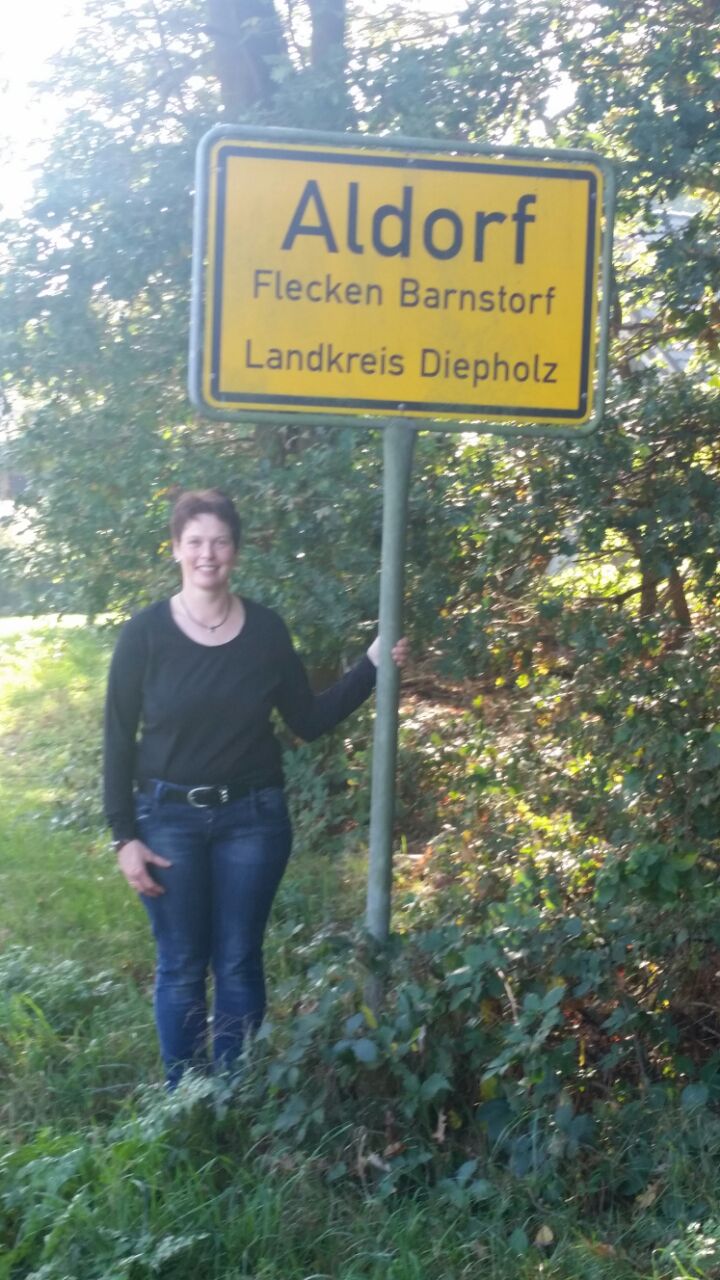 Aldorf
Flecken Barnstorf
Landkreis Diepholz